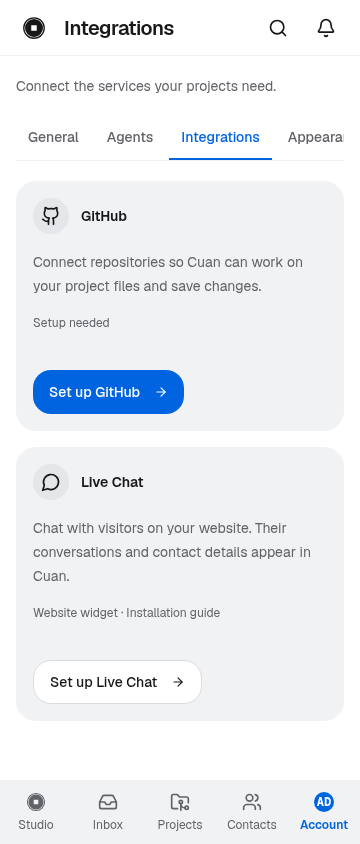 Integrations
Connect the services your projects need.
General Agents Integrations Appeara
GitHub
Connect repositories so Cuan can work on
your project files and save changes.
Setup needed
Set up GitHub
Live Chat
Chat with visitors on your website. Their
conversations and contact details appear in
Cuan.
Website widget · Installation guide
Set up Live Chat
AD
Studio Inbox Projects Contacts Account